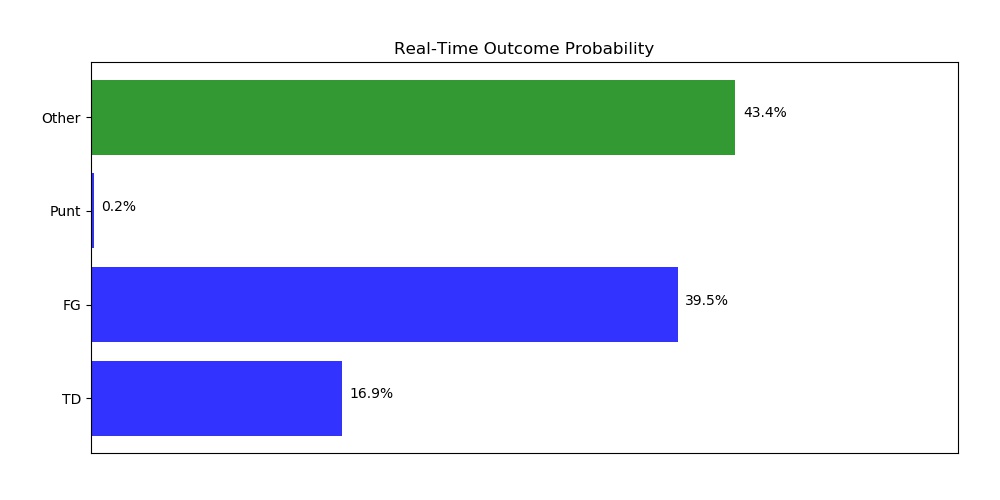 Real-Time Outcome Probability
Other
43.4%
Punt
0.2%
FG
39.5%
TD
16.9%